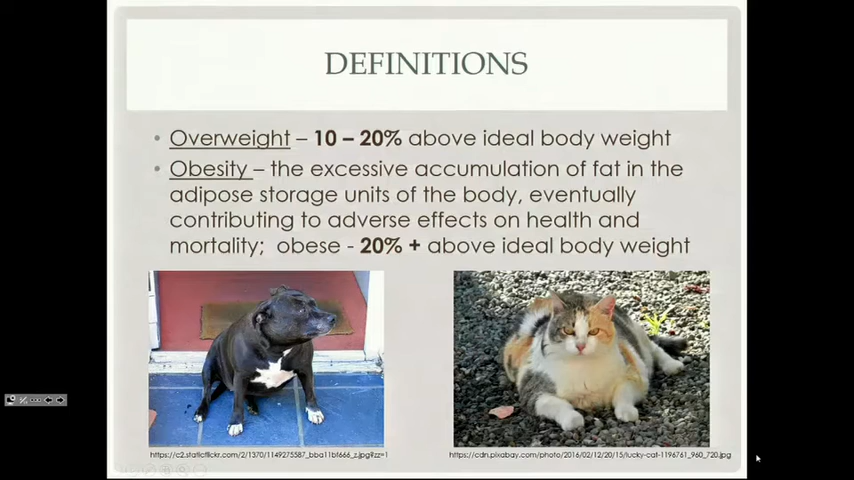 DEFINITIONS
• Overweight – 10 – 20% above ideal body weight
• Obesity – the excessive accumulation of fat in the
adipose storage units of the body, eventually
contributing to adverse effects on health and
mortality;  obese - 20% + above ideal body weight
https://c2.staticflickr.com/2/1370/1149275587_bba11bf666_z.jpg?zz=1
https://cdn.pixabay.com/photo/2016/02/12/20/15/tucky-cat-1196761_960_720.jpg